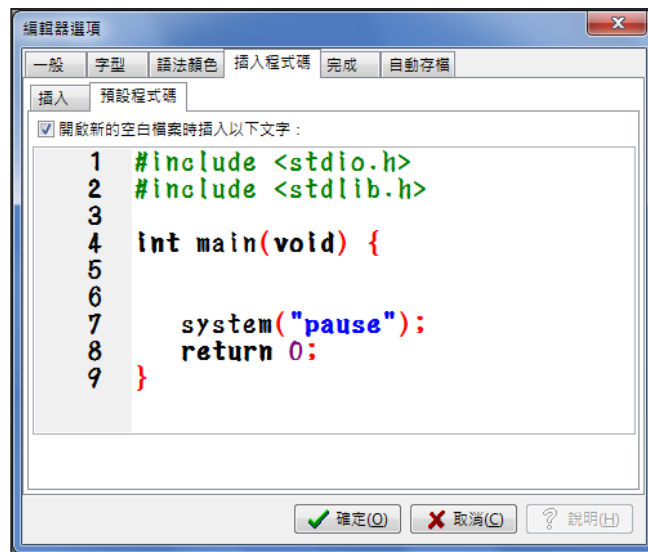 編輯器選項
一般 字型 語法顏色 插入程式碼 完成 自動存檔
插入 預設程式碼
開啟新的空白檔案時插入以下文字：
1 #include <stdio.h>
2 #include <stdlib.h>
3
4 int main(void) {
5
6
7 system("pause");
8 return 0;
9 }
確定(O) 取消(C) 說明(H)